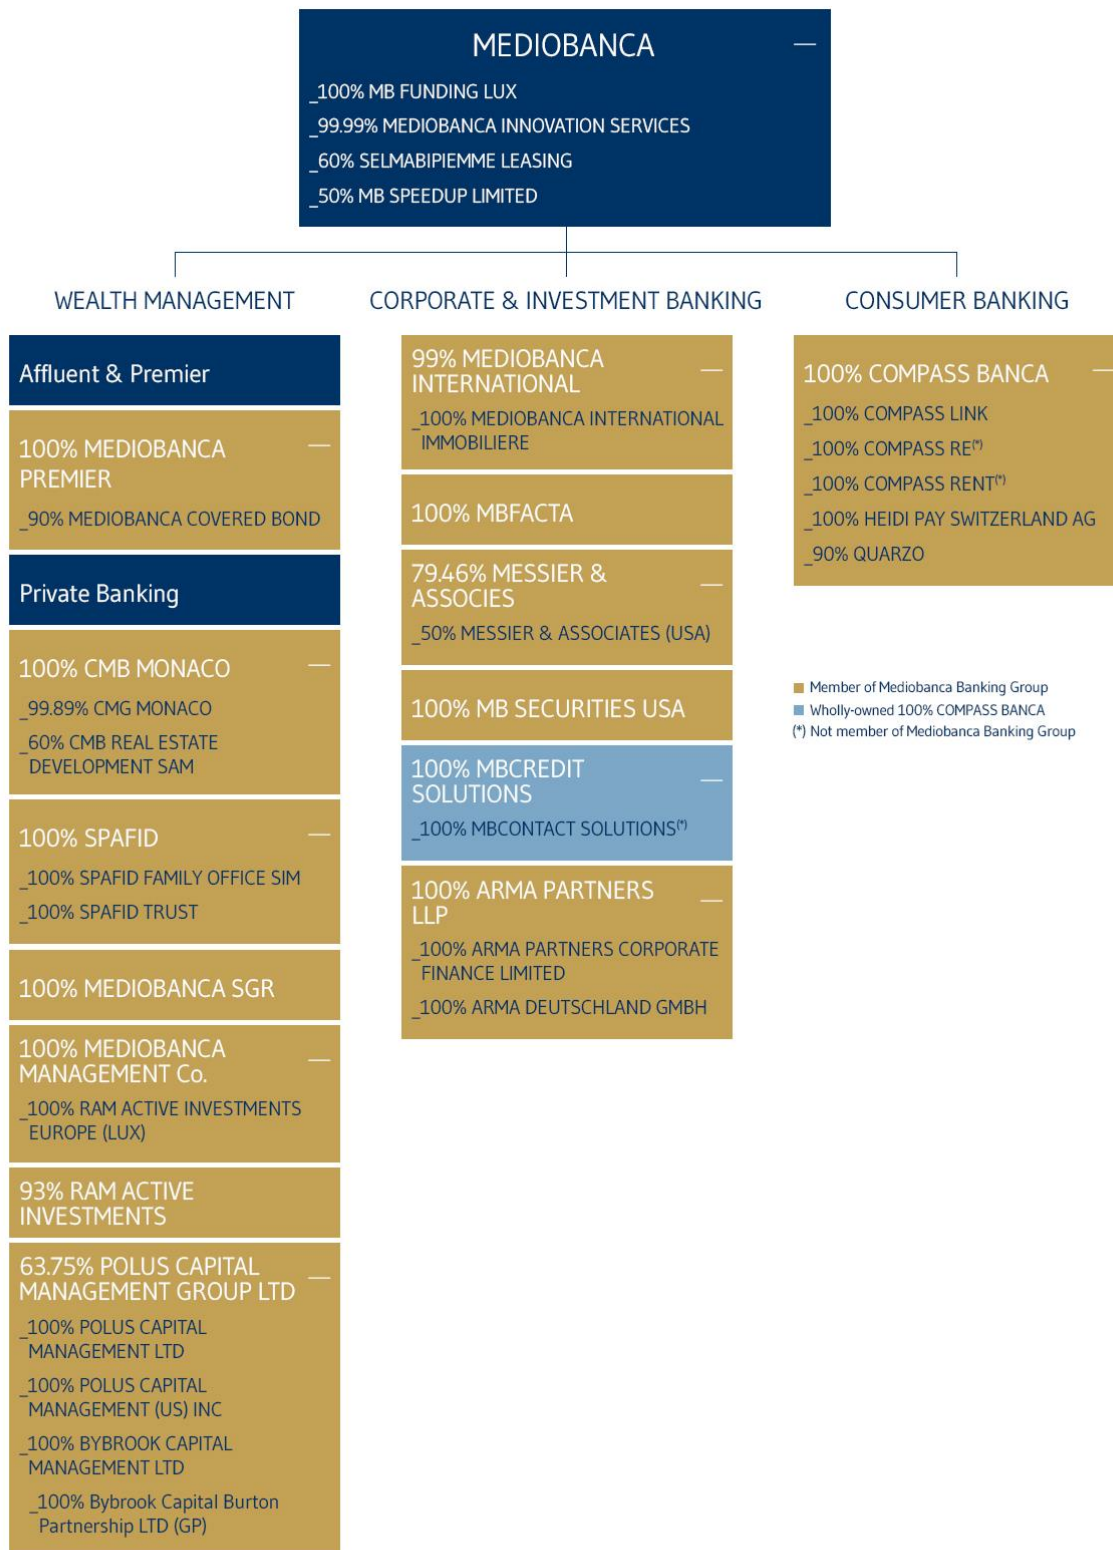 MEDIOBANCA
_100% MB FUNDING LUX
_99.99% MEDIOBANCA INNOVATION SERVICES
_60% SELMABIPIEMME LEASING
_50% MB SPEEDUP LIMITED
WEALTH MANAGEMENT
Affluent & Premier
100% MEDIOBANCA
PREMIER
_90% MEDIOBANCA COVERED BOND
Private Banking
100% CMB MONACO
_99.89% CMG MONACO
_60% CMB REAL ESTATE
DEVELOPMENT SAM
100% SPAFID
_100% SPAFID FAMILY OFFICE SIM
_100% SPAFID TRUST
100% MEDIOBANCA SGR
100% MEDIOBANCA
MANAGEMENT Co.
_100% RAM ACTIVE INVESTMENTS
EUROPE (LUX)
93% RAM ACTIVE
INVESTMENTS
63.75% POLUS CAPITAL
MANAGEMENT GROUP LTD
_100% POLUS CAPITAL
MANAGEMENT LTD
_100% POLUS CAPITAL
MANAGEMENT (US) INC
_100% BYBROOK CAPITAL
MANAGEMENT LTD
_100% Bybrook Capital Burton
Partnership LTD (GP)
CORPORATE & INVESTMENT BANKING
99% MEDIOBANCA
INTERNATIONAL
_100% MEDIOBANCA INTERNATIONAL
IMMOBILIERE
100% MBFACTA
79.46% MESSIER &
ASSOCIES
_50% MESSIER & ASSOCIATES (USA)
100% MB SECURITIES USA
100% MBCREDIT
SOLUTIONS
_100% MBCONTACT SOLUTIONS(*)
100% ARMA PARTNERS
LLP
_100% ARMA PARTNERS CORPORATE
FINANCE LIMITED
_100% ARMA DEUTSCHLAND GMBH
CONSUMER BANKING
100% COMPASS BANCA
_100% COMPASS LINK
_100% COMPASS RE(*)
_100% COMPASS RENT(*)
_100% HEIDI PAY SWITZERLAND AG
_90% QUARZO
Member of Mediobanca Banking Group
Wholly-owned 100% COMPASS BANCA
(*) Not member of Mediobanca Banking Group